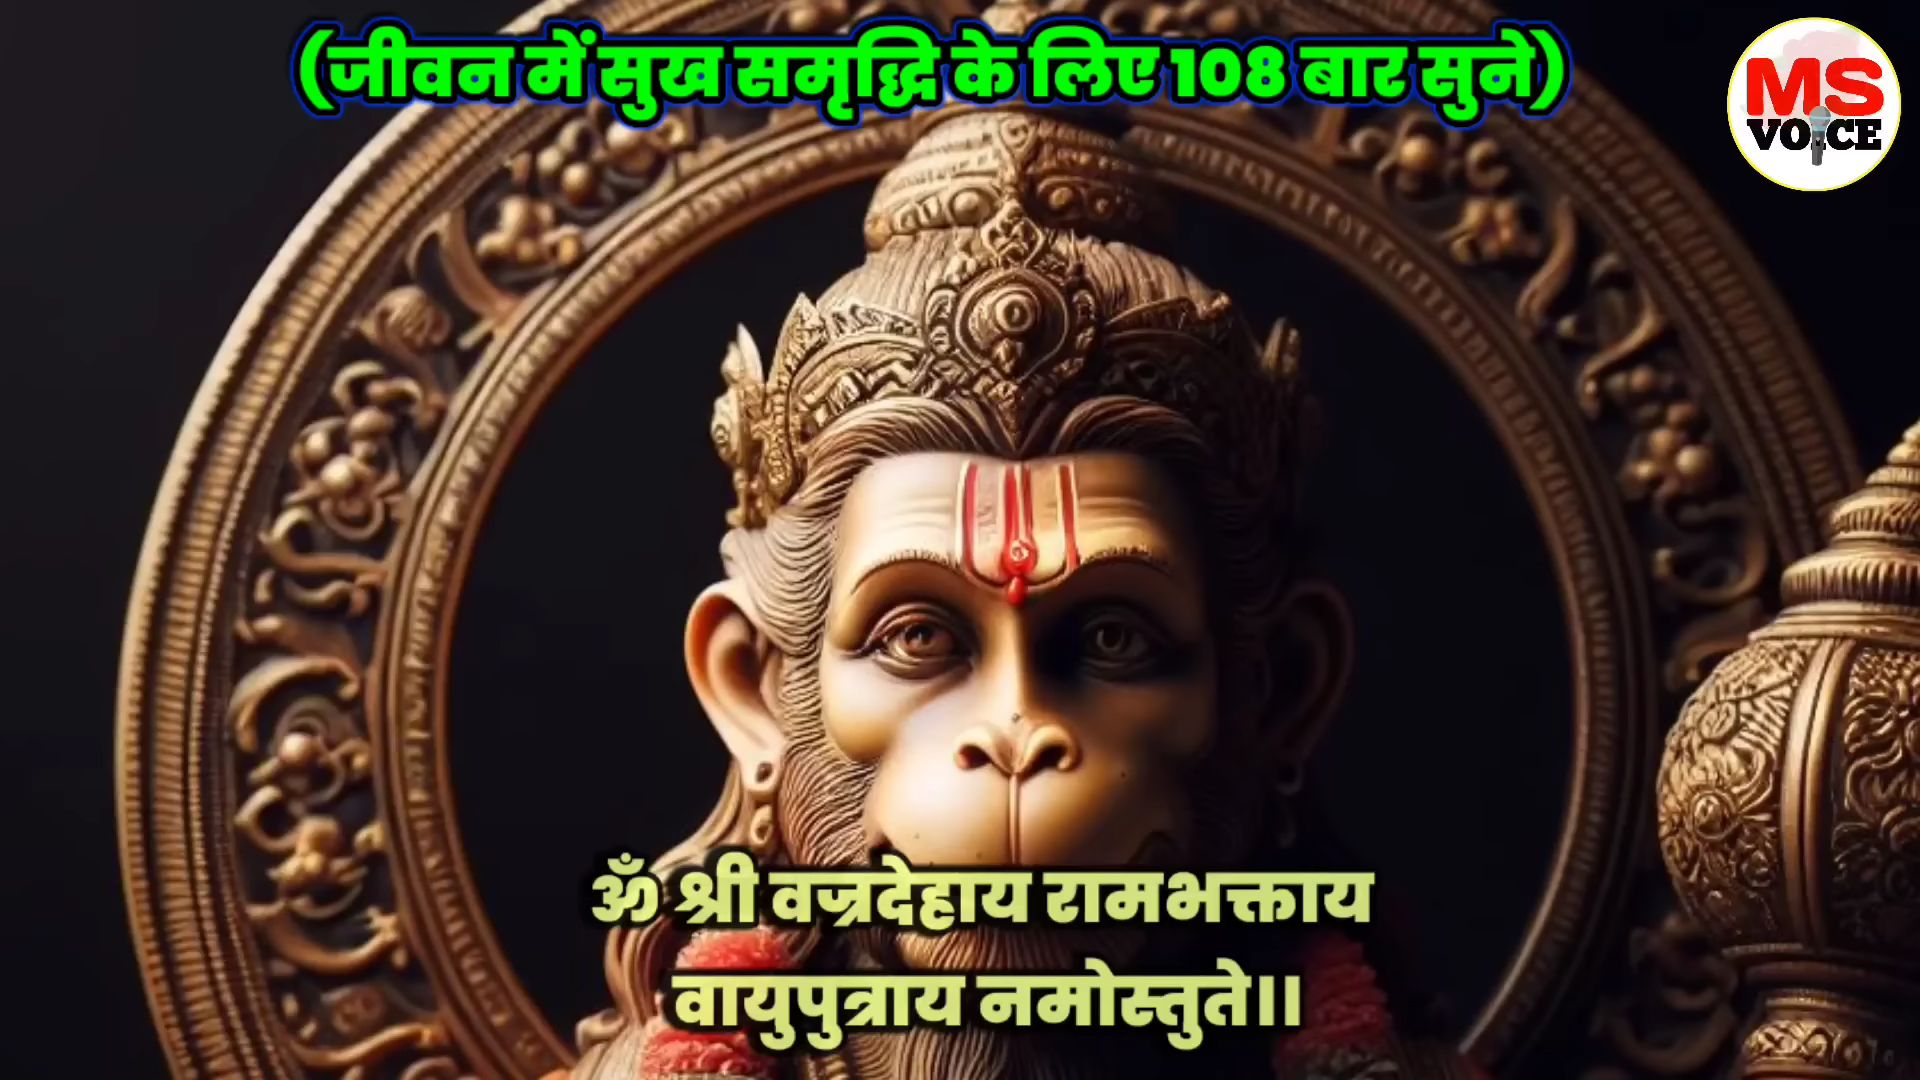 (जीवन में सुख समृद्धि के लिए 108 बार सुने)
MS
VOICE
ॐ श्री वज्रदेहाय रामभक्ताय
वायुपुत्राय नमोस्तुते।।